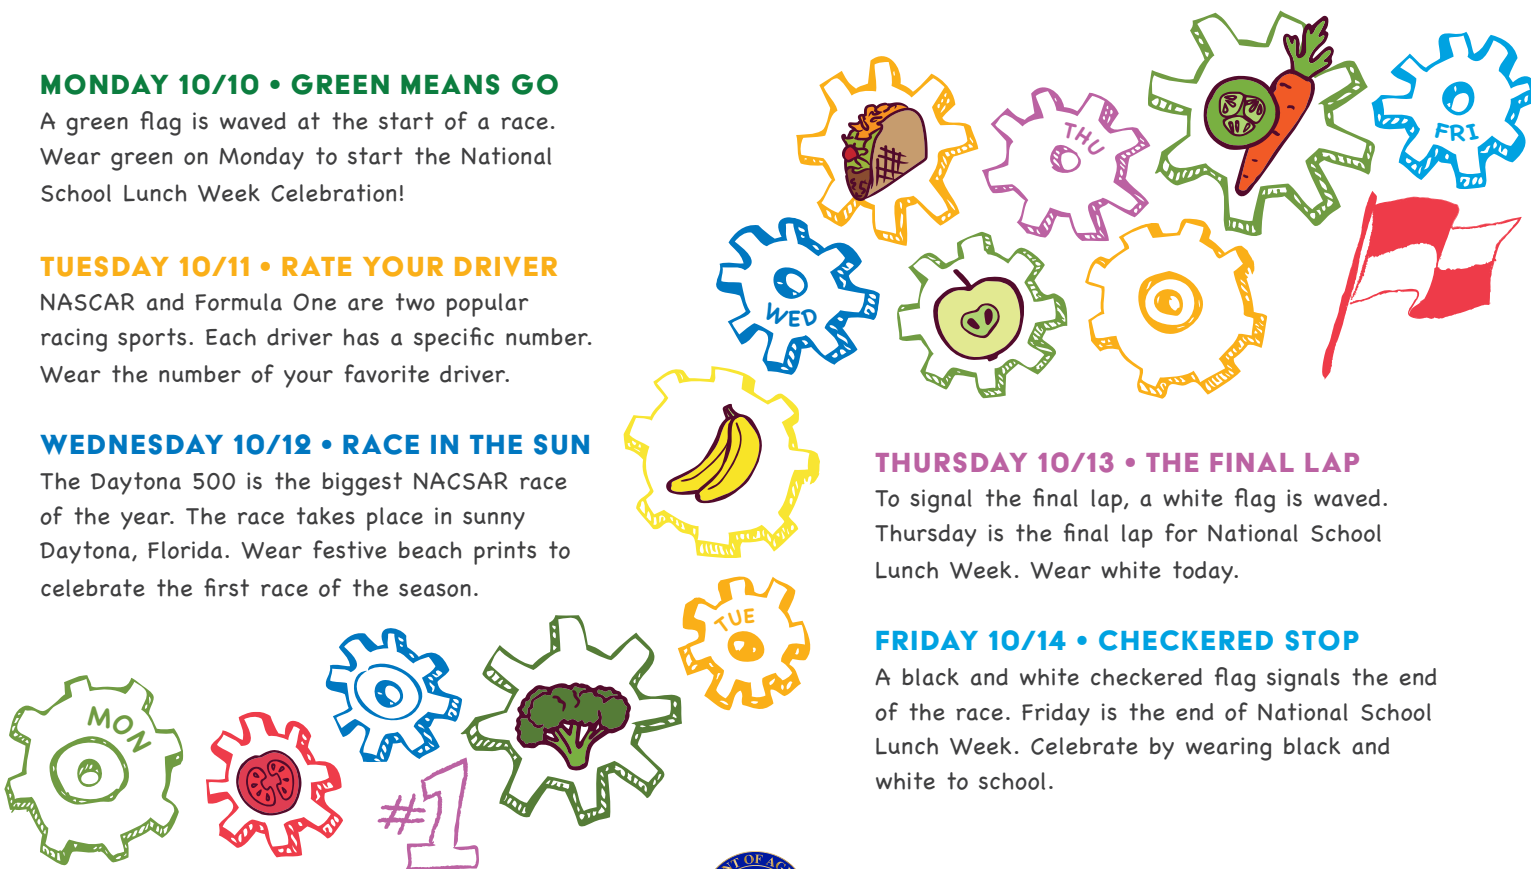 MONDAY 10/10 • GREEN MEANS GO
A green flag is waved at the start of a race.
Wear green on Monday to start the National
School Lunch Week Celebration!
TUESDAY 10/11 • RATE YOUR DRIVER
NASCAR and Formula One are two popular
racing sports. Each driver has a specific number.
Wear the number of your favorite driver.
WEDNESDAY 10/12 • RACE IN THE SUN
The Daytona 500 is the biggest NACSAR race
of the year. The race takes place in sunny
Daytona, Florida. Wear festive beach prints to
celebrate the first race of the season.
THURSDAY 10/13 • THE FINAL LAP
To signal the final lap, a white flag is waved.
Thursday is the final lap for National School
Lunch Week. Wear white today.
FRIDAY 10/14 • CHECKERED STOP
A black and white checkered flag signals the end
of the race. Friday is the end of National School
Lunch Week. Celebrate by wearing black and
white to school.
MON
TUE
WED
THU
FRI
#1
OF